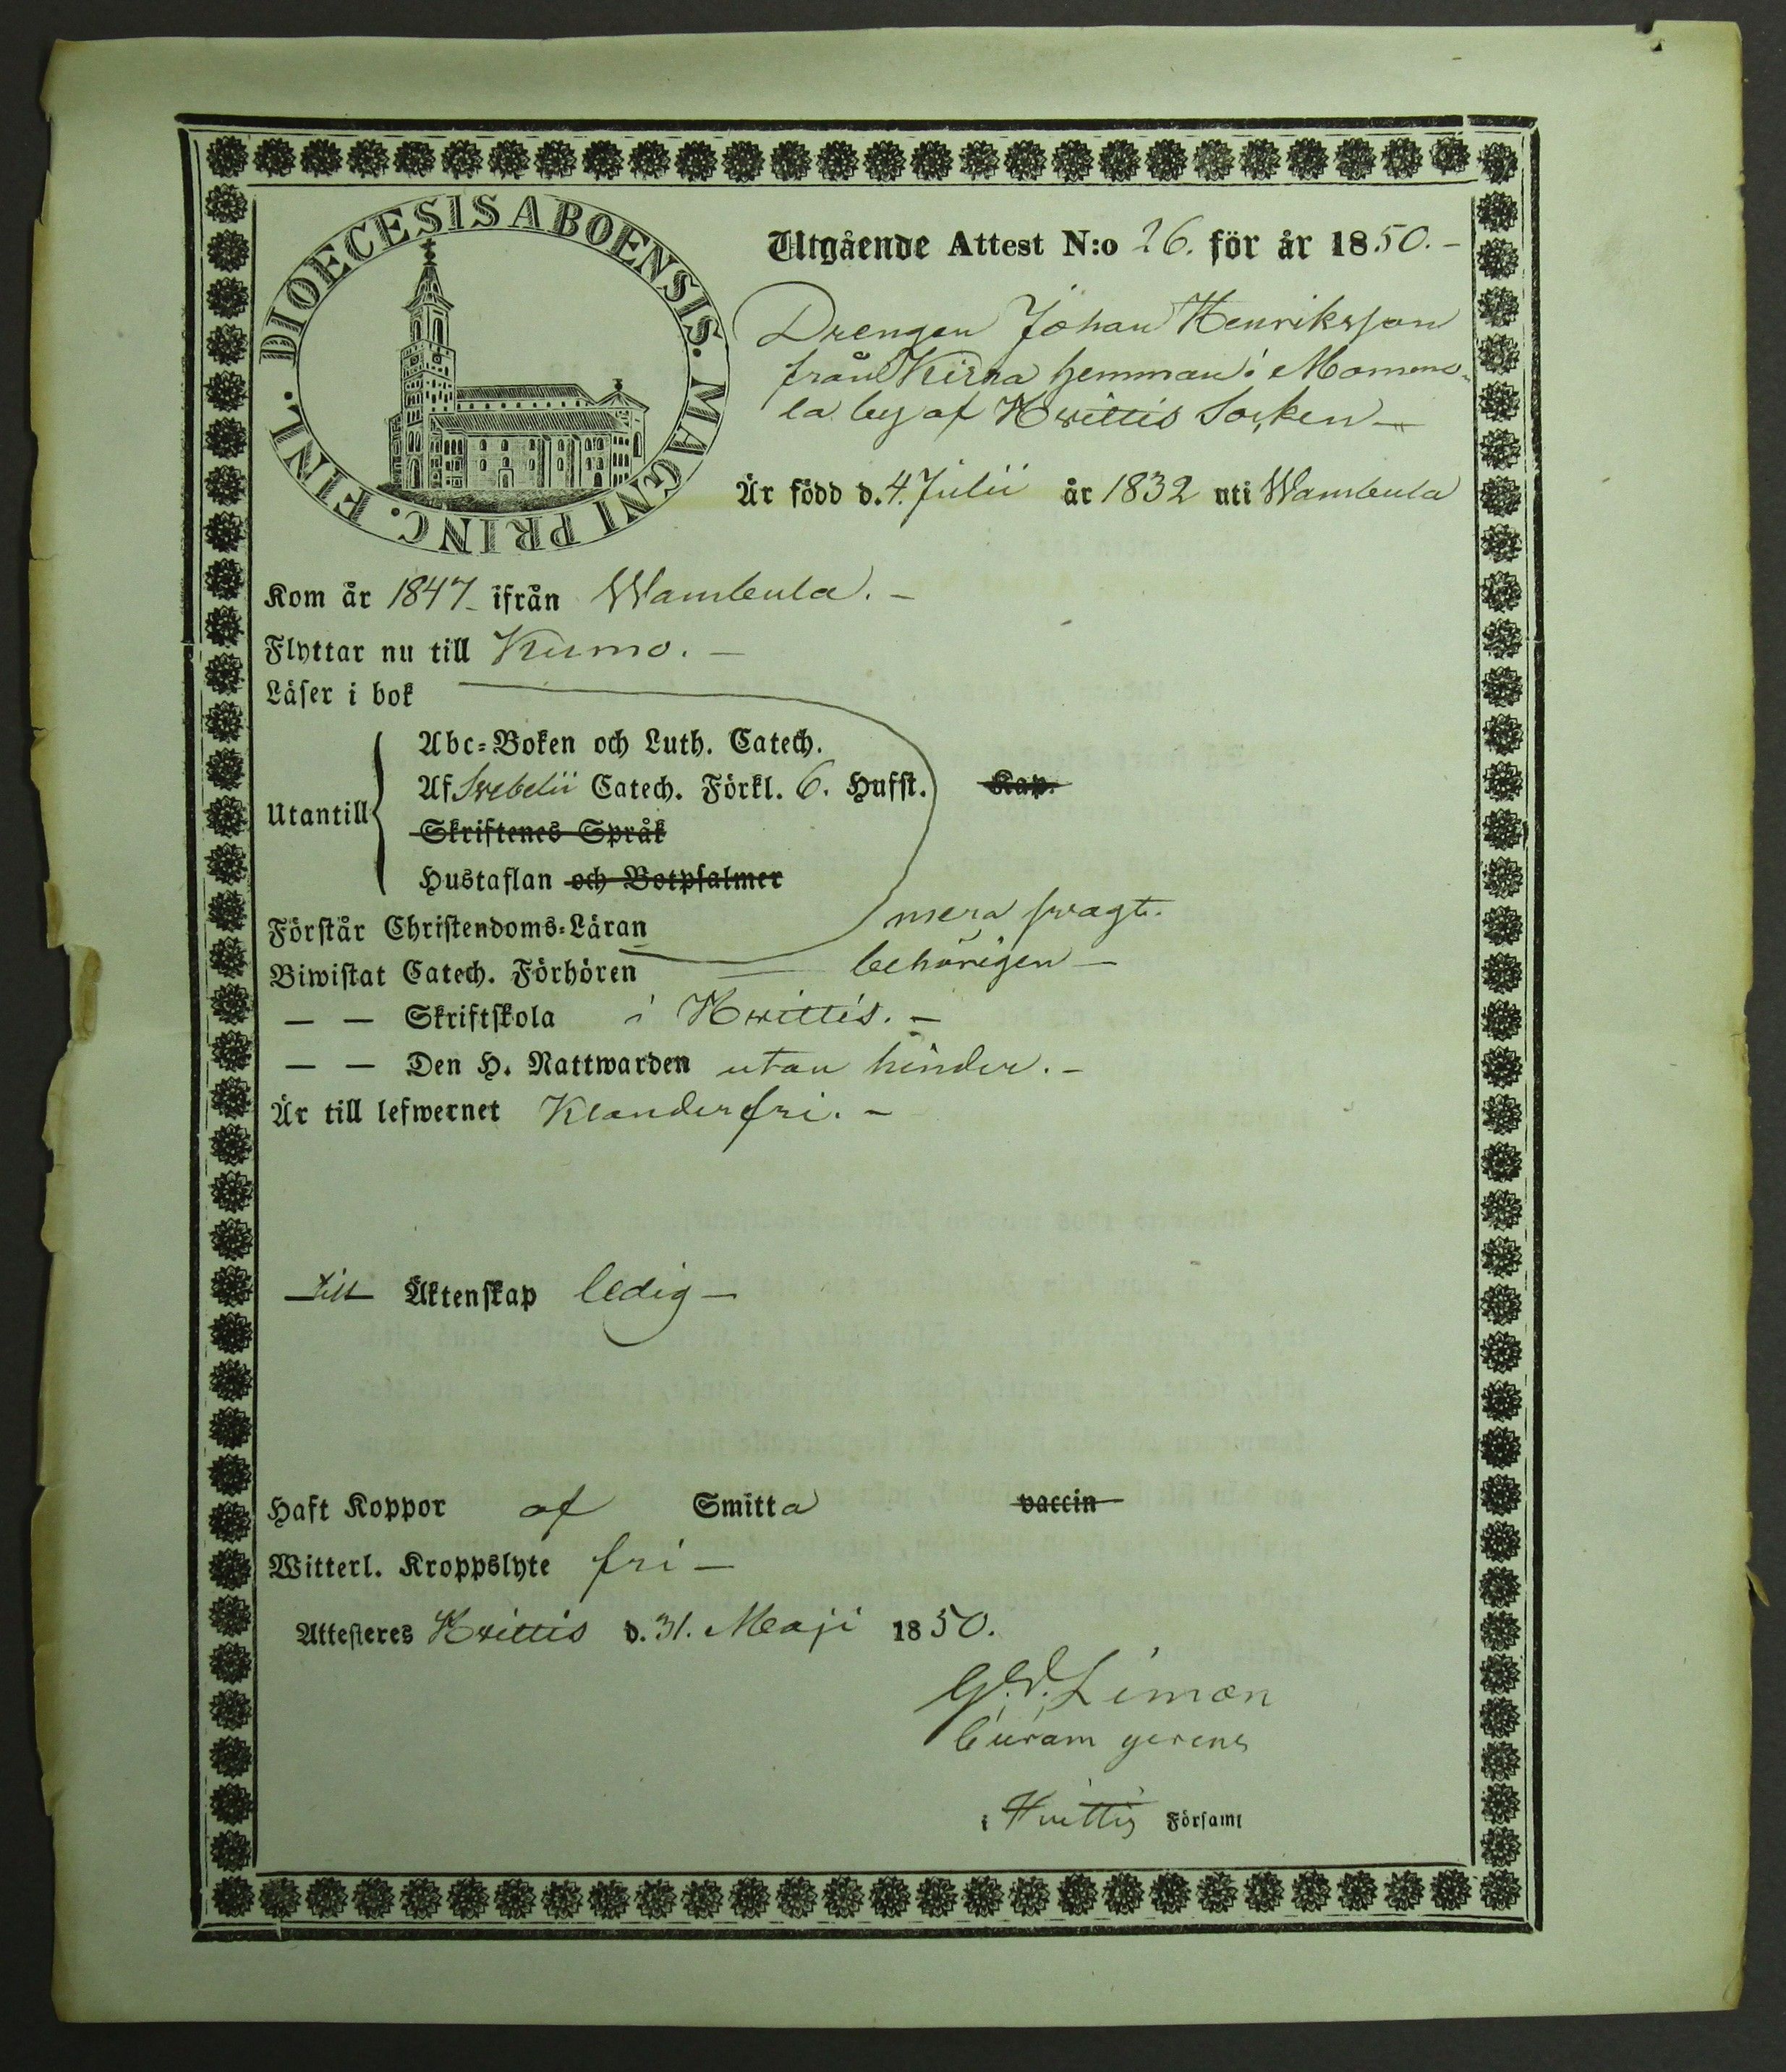 DIOECESIS ABOENSIS. MAGNI PRINC. FINL.
Utgående Attest N:o 26. för år 1850. –
Drengen Johan Henriksson
från Kirra hemman i Mommo-
la by af Hvittis Socken –
Är född d. 4. Julii år 1832 uti Wambula
Kom år 1847 – ifrån Wambula. –
Flyttar nu till Kumo. –
Läser i bok
Utantill
Abc-Boken och Luth. Catech.
Af Svebelii Catech. Förkl. 6. Hufst. Kap.
Skriftenes Språk
Hustaflan och Botpsalmer
Förstår Christendoms-Läran mera svagt.
Biwistat Catech. Förhören – behörigen –
– – Skriftskola i Hvittis. –
– – Den H. Nattwarden utan hinder. –
Är till lefwernet Klanderfri. –
till Äktenskap ledig –
Haft Koppor af Smitta vaccin
Witterl. Kroppslyte fri –
Attesteres Hvittis d. 31. Maji 1850.
Limon
Curam gerens
i Hvittis Församl